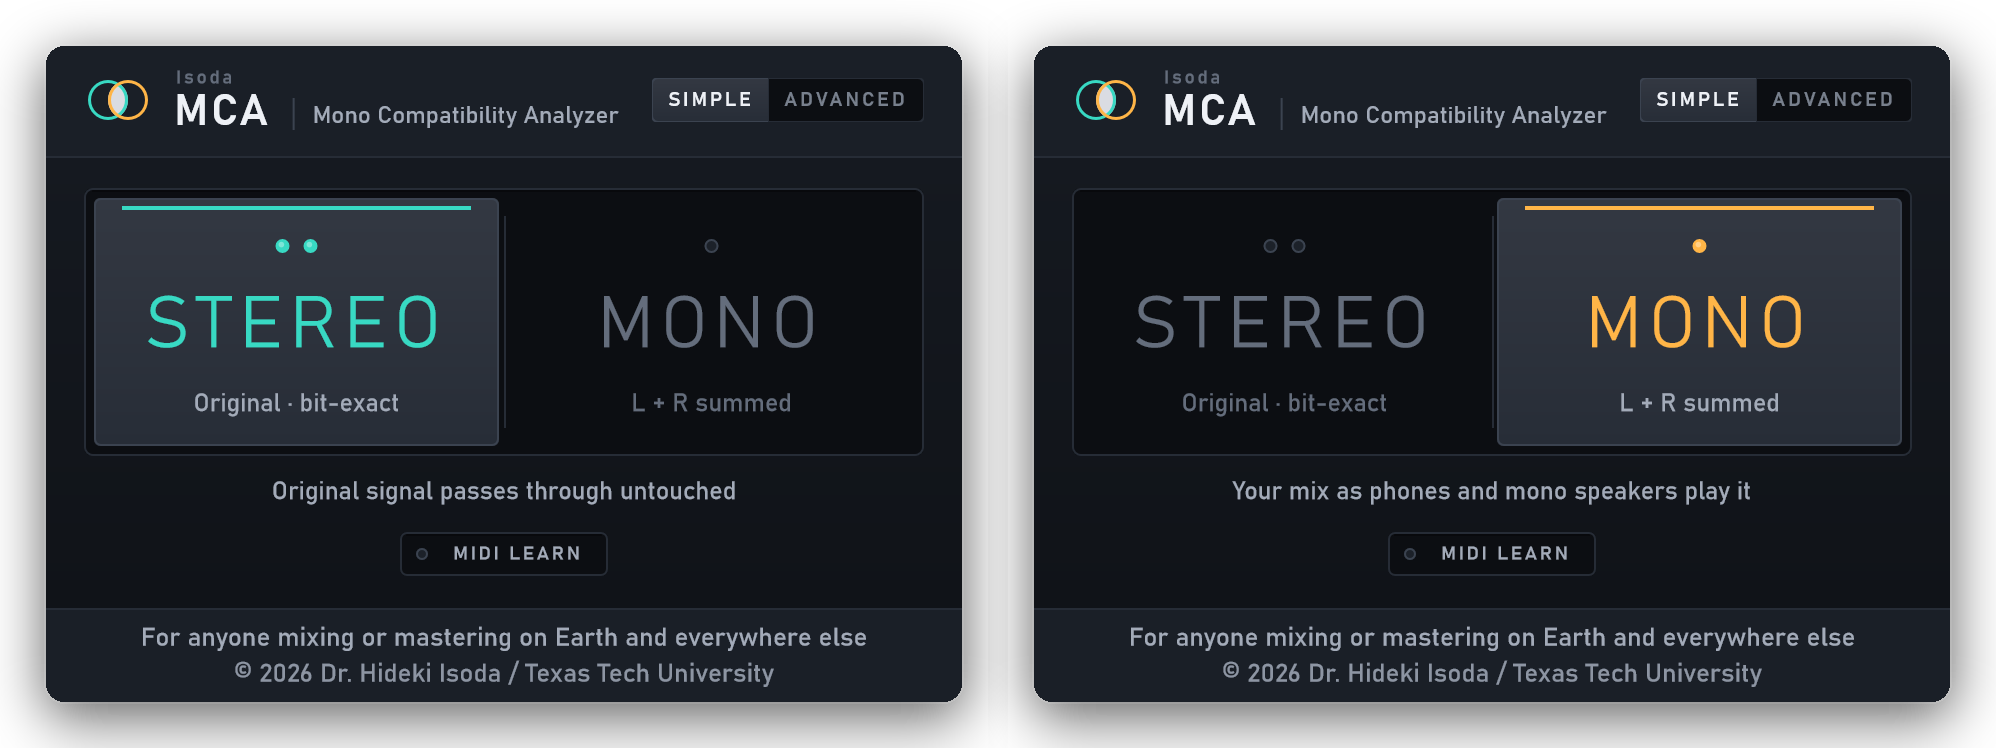 Isoda
MCA | Mono Compatibility Analyzer
SIMPLE ADVANCED
STEREO MONO
Original · bit-exact L + R summed
Original signal passes through untouched
MIDI LEARN
For anyone mixing or mastering on Earth and everywhere else
© 2026 Dr. Hideki Isoda / Texas Tech University
Isoda
MCA | Mono Compatibility Analyzer
SIMPLE ADVANCED
STEREO MONO
Original · bit-exact L + R summed
Your mix as phones and mono speakers play it
MIDI LEARN
For anyone mixing or mastering on Earth and everywhere else
© 2026 Dr. Hideki Isoda / Texas Tech University